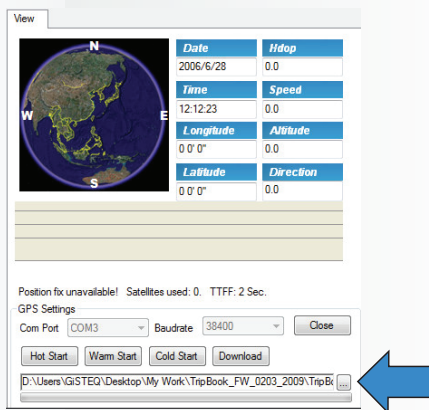 View
N
W
E
S
Date Hdop
2006/6/28 0.0
Time Speed
12:12:23 0.0
Longitude Altitude
0 0' 0" 0.0
Latitude Direction
0 0' 0" 0.0
Position fix unavailable! Satellites used: 0. TTFF: 2 Sec.
GPS Settings
Com Port COM3 Baudrate 38400 Close
Hot Start Warm Start Cold Start Download
D:\Users\GiSTEQ\Desktop\My Work\TripBook_FW_0203_2009\TripBo ...